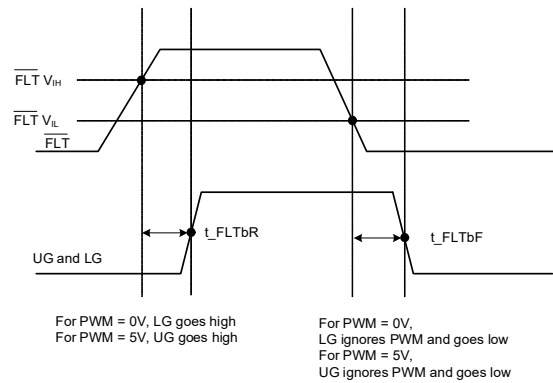 FLT VIH
FLT VIL
FLT
t_FLTbR
t_FLTbF
UG and LG
For PWM = 0V, LG goes high
For PWM = 5V, UG goes high
For PWM = 0V,
LG ignores PWM and goes low
For PWM = 5V,
UG ignores PWM and goes low